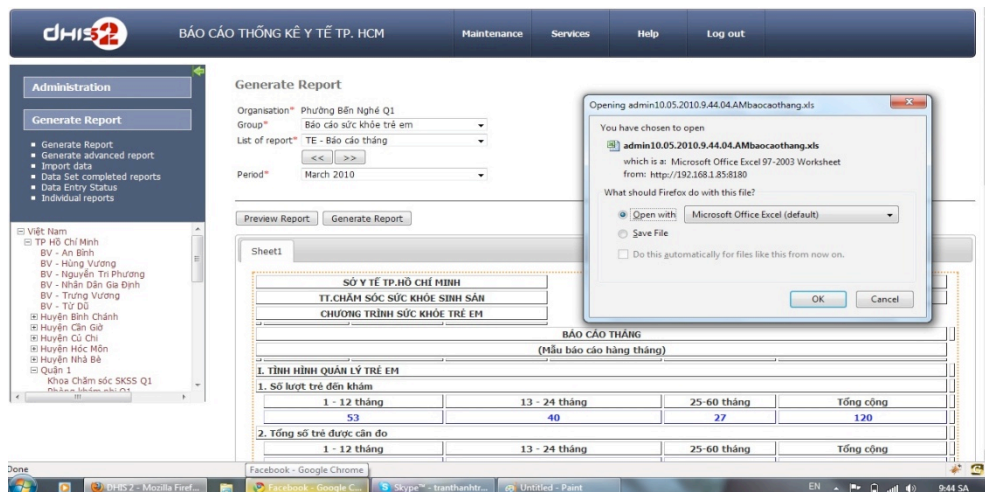 dHIS2
BÁO CÁO THỐNG KÊ Y TẾ TP. HCM
Maintenance Services Help Log out
Administration
Generate Report
Generate Report
Generate advanced report
Import data
Data Set completed reports
Data Entry Status
Individual reports
Việt Nam
TP Hồ Chí Minh
BV - An Bình
BV - Hùng Vương
BV - Nguyễn Tri Phương
BV - Nhân Dân Gia Định
BV - Trưng Vương
BV - Từ Dũ
Huyện Bình Chánh
Huyện Cần Giờ
Huyện Củ Chi
Huyện Hóc Môn
Huyện Nhà Bè
Quận 1
Khoa Chăm sóc SKSS Q1
Generate Report
Organisation* Phường Bến Nghé Q1
Group* Báo cáo sức khỏe trẻ em
List of report* TE - Báo cáo tháng
<< >>
Period* March 2010
Preview Report Generate Report
Sheet1
SỞ Y TẾ TP.HỒ CHÍ MINH
TT.CHĂM SÓC SỨC KHỎE SINH SẢN
CHƯƠNG TRÌNH SỨC KHỎE TRẺ EM
BÁO CÁO THÁNG
(Mẫu báo cáo hàng tháng)
I. TÌNH HÌNH QUẢN LÝ TRẺ EM
1. Số lượt trẻ đến khám
1 - 12 tháng 13 - 24 tháng 25-60 tháng Tổng cộng
53 40 27 120
2. Tổng số trẻ được cân đo
1 - 12 tháng 13 - 24 tháng 25-60 tháng Tổng cộng
Opening admin10.05.2010.9.44.04.AMbaocaothang.xls
You have chosen to open
admin10.05.2010.9.44.04.AMbaocaothang.xls
which is a: Microsoft Office Excel 97-2003 Worksheet
from: http://192.168.1.85:8180
What should Firefox do with this file?
Open with Microsoft Office Excel (default)
Save File
Do this automatically for files like this from now on.
OK Cancel
Done
Facebook - Google Chrome
DHIS 2 - Mozilla Firef... Facebook - Google C... Skype™ - tranthanhtr... Untitled - Paint EN 9:44 SA